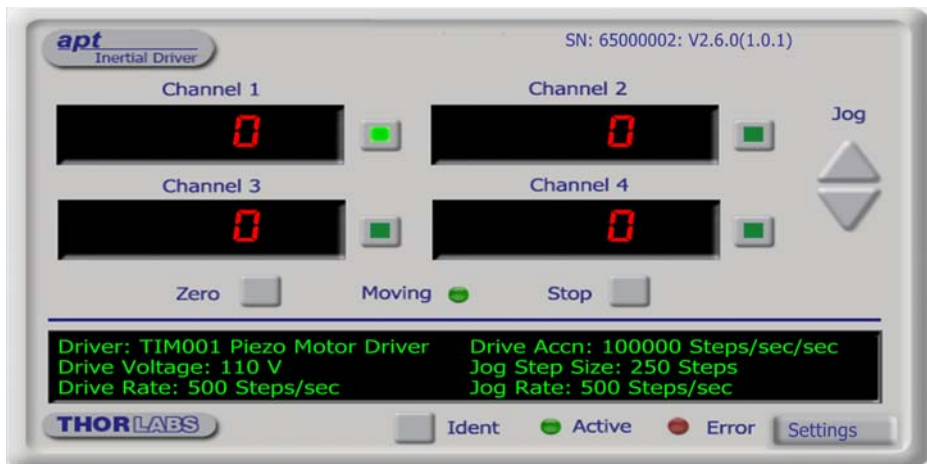 apt
Inertial Driver
SN: 65000002: V2.6.0(1.0.1)
Channel 1
Channel 2
0
0
Jog
Channel 3
Channel 4
0
0
Zero
Moving
Stop
Driver: TIM001 Piezo Motor Driver
Drive Accn: 100000 Steps/sec/sec
Drive Voltage: 110 V
Jog Step Size: 250 Steps
Drive Rate: 500 Steps/sec
Jog Rate: 500 Steps/sec
THORLABS
Ident
Active
Error
Settings